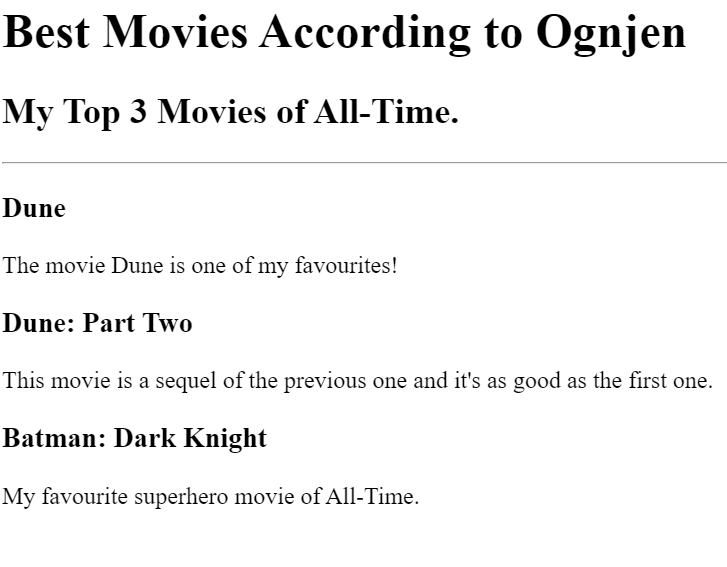 Best Movies According to Ognjen
My Top 3 Movies of All-Time.
Dune
The movie Dune is one of my favourites!
Dune: Part Two
This movie is a sequel of the previous one and it's as good as the first one.
Batman: Dark Knight
My favourite superhero movie of All-Time.